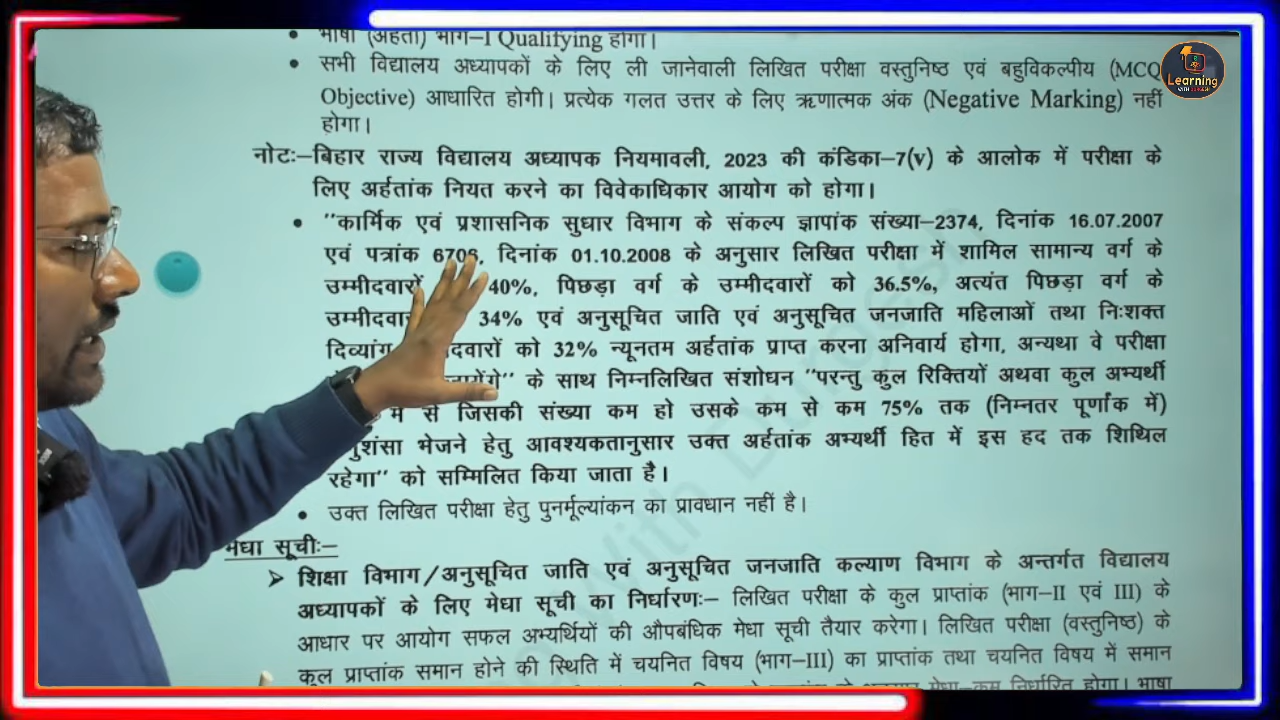 भाषा (अर्हता) भाग–I Qualifying होगा।
सभी विद्यालय अध्यापकों के लिए ली जानेवाली लिखित परीक्षा वस्तुनिष्ठ एवं बहुविकल्पीय (MCQ
Objective) आधारित होगी। प्रत्येक गलत उत्तर के लिए ऋणात्मक अंक (Negative Marking) नहीं
होगा।
नोटः–बिहार राज्य विद्यालय अध्यापक नियमावली, 2023 की कंडिका–7(v) के आलोक में परीक्षा के
लिए अर्हतांक नियत करने का विवेकाधिकार आयोग को होगा।
"कार्मिक एवं प्रशासनिक सुधार विभाग के संकल्प ज्ञापांक संख्या–2374, दिनांक 16.07.2007
एवं पत्रांक 6706, दिनांक 01.10.2008 के अनुसार लिखित परीक्षा में शामिल सामान्य वर्ग के
उम्मीदवारों 40%, पिछड़ा वर्ग के उम्मीदवारों को 36.5%, अत्यंत पिछड़ा वर्ग के
34% एवं अनुसूचित जाति एवं अनुसूचित जनजाति महिलाओं तथा निःशक्त
दिव्यांग को 32% न्यूनतम अर्हतांक प्राप्त करना अनिवार्य होगा, अन्यथा वे परीक्षा
के साथ निम्नलिखित संशोधन "परन्तु कुल रिक्तियों अथवा कुल अभ्यर्थी
में से जिसकी संख्या कम हो उसके कम से कम 75% तक (निम्नतर पूर्णांक में)
भेजने हेतु आवश्यकतानुसार उक्त अर्हतांक अभ्यर्थी हित में इस हद तक शिथिल
रहेगा" को सम्मिलित किया जाता है।
उक्त लिखित परीक्षा हेतु पुनर्मूल्यांकन का प्रावधान नहीं है।
मेधा सूचीः–
शिक्षा विभाग/अनुसूचित जाति एवं अनुसूचित जनजाति कल्याण विभाग के अन्तर्गत विद्यालय
अध्यापकों के लिए मेधा सूची का निर्धारणः– लिखित परीक्षा के कुल प्राप्तांक (भाग–II एवं III) के
आधार पर आयोग सफल अभ्यर्थियों की औपबंधिक मेधा सूची तैयार करेगा। लिखित परीक्षा (वस्तुनिष्ठ) के
कुल प्राप्तांक समान होने की स्थिति में चयनित विषय (भाग–III) का प्राप्तांक तथा चयनित विषय में समान
मेधा–क्रम निर्धारित होगा। भाषा
Learning